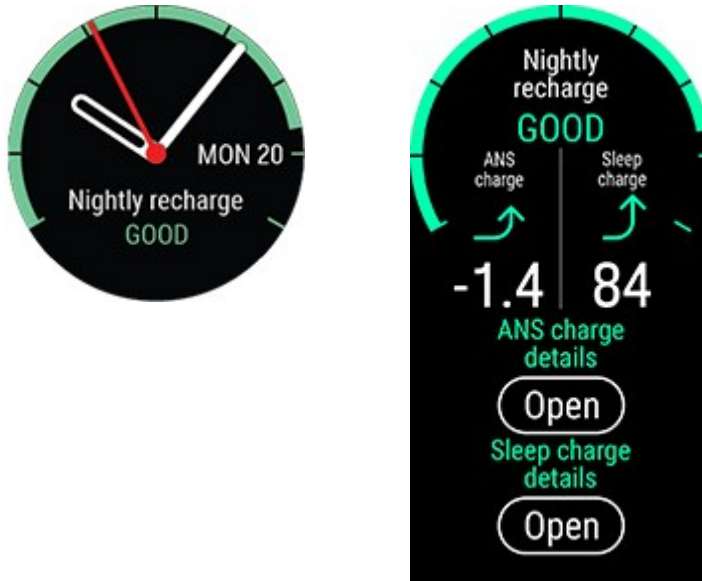 MON 20
Nightly recharge
GOOD
Nightly
recharge
GOOD
ANS
charge
Sleep
charge
-1.4
84
ANS charge
details
Open
Sleep charge
details
Open